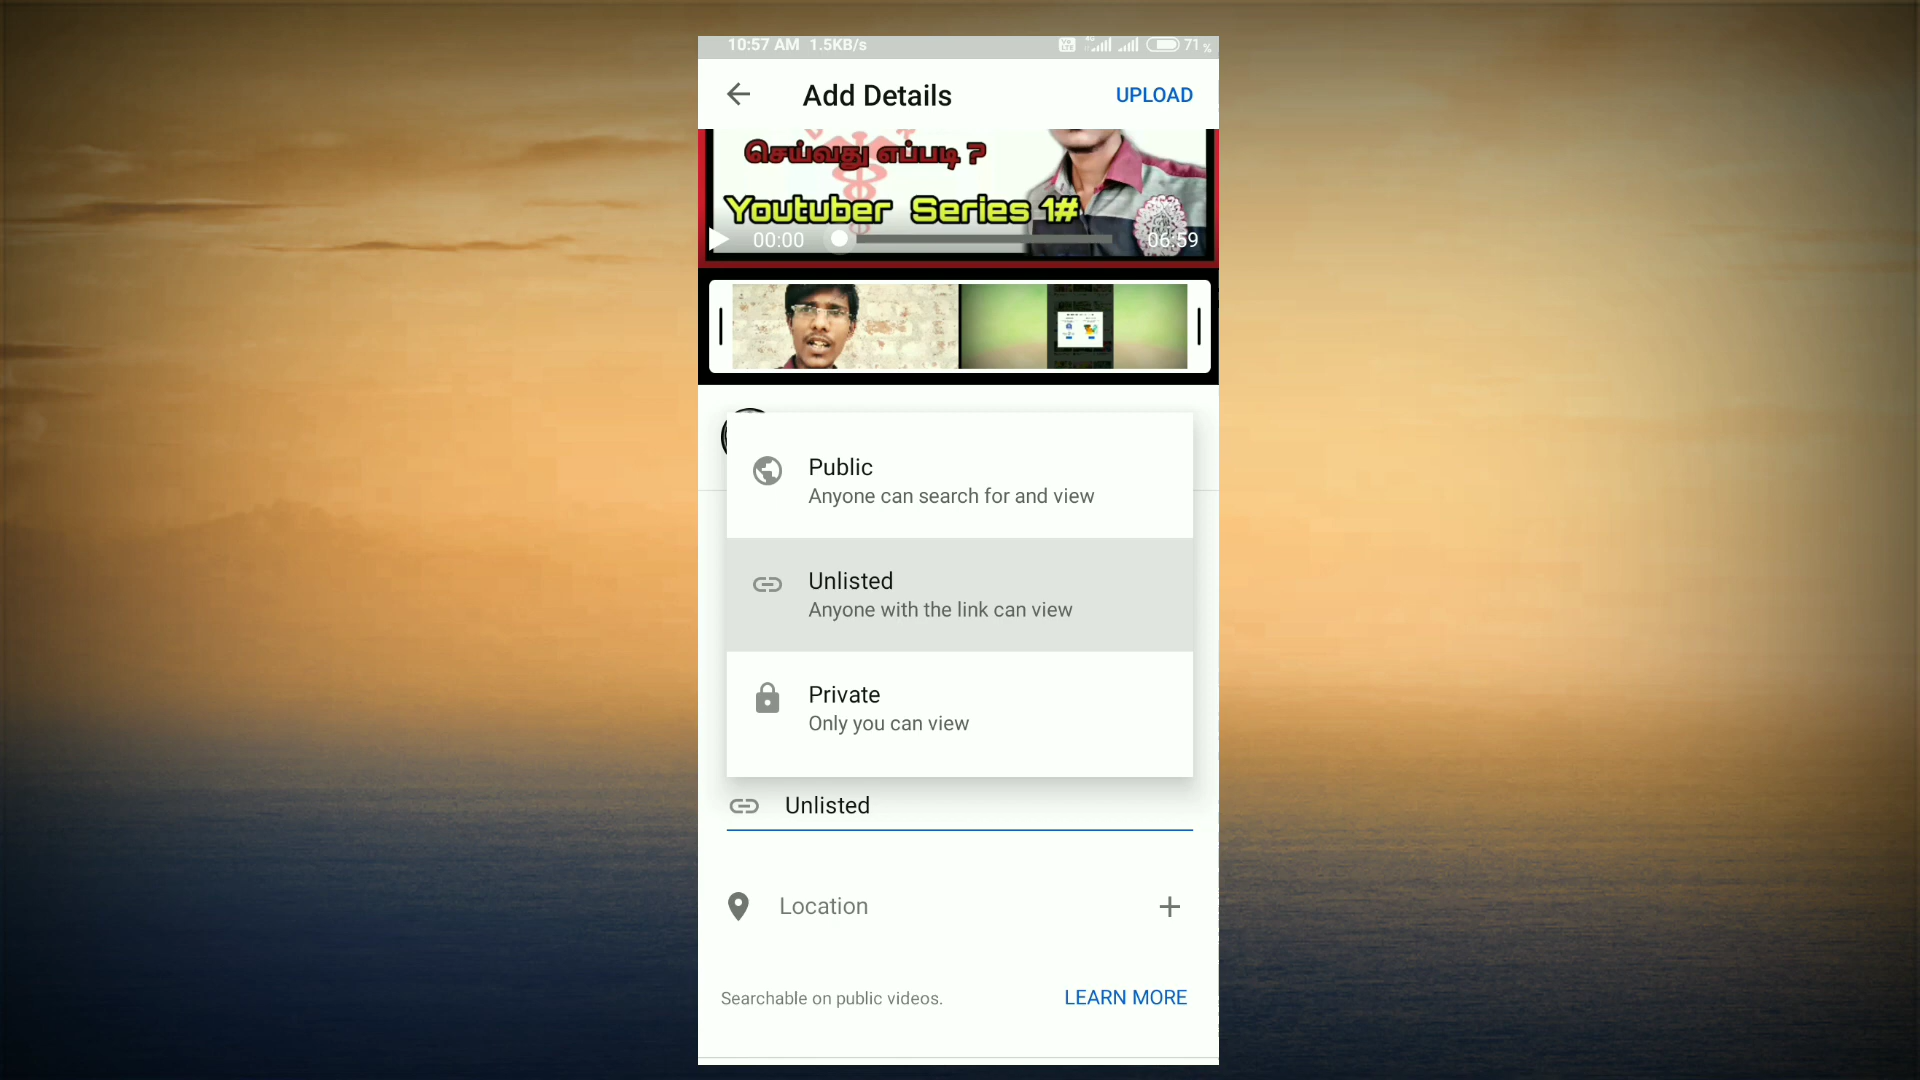 10:57 AM 1.5KB/s 4G 71 %
Add Details
UPLOAD
செய்வது எப்படி ?
Youtuber Series 1#
00:00
06:59
Public
Anyone can search for and view
Unlisted
Anyone with the link can view
Private
Only you can view
Unlisted
Location
Searchable on public videos.
LEARN MORE